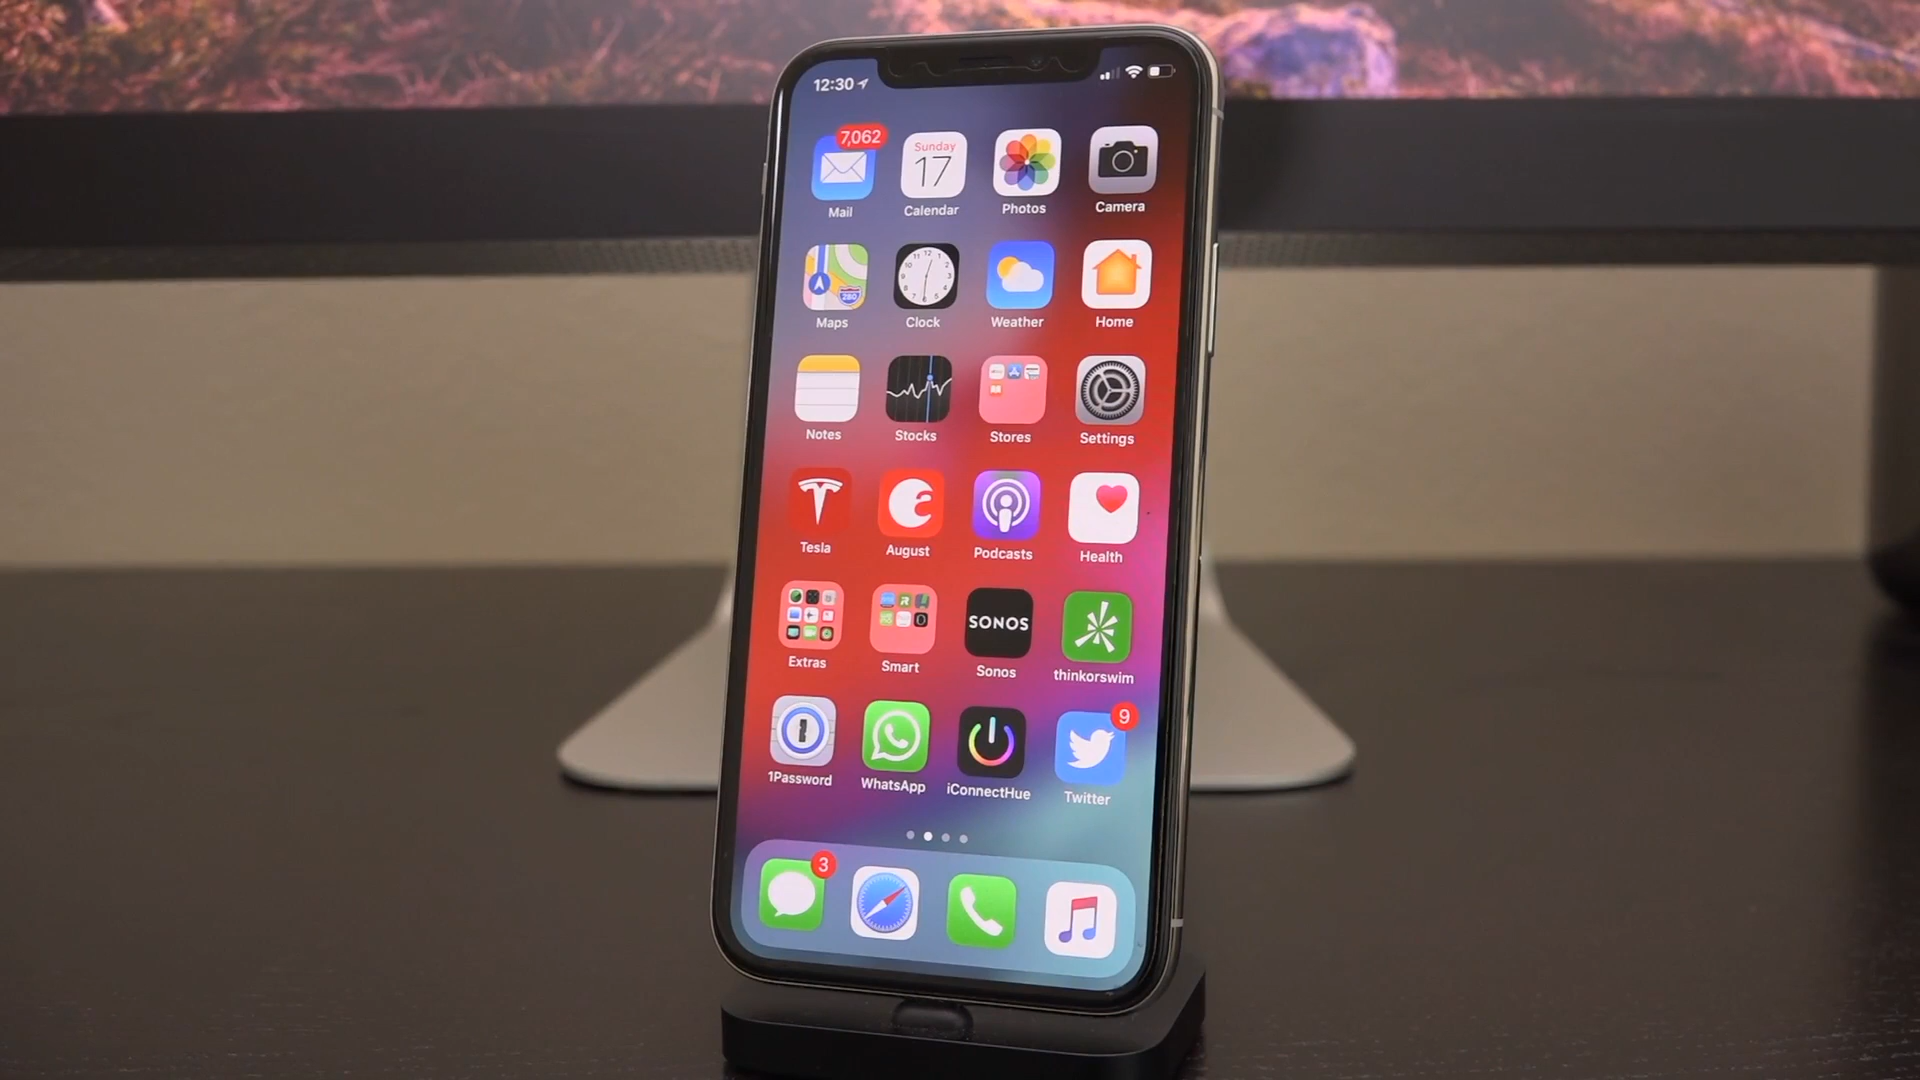 12:30
7,062
Sunday
17
Mail
Calendar
Photos
Camera
280
Maps
Clock
Weather
Home
Notes
Stocks
Stores
Settings
Tesla
August
Podcasts
Health
SONOS
Extras
Smart
Sonos
thinkorswim
9
1Password
WhatsApp
iConnectHue
Twitter
3